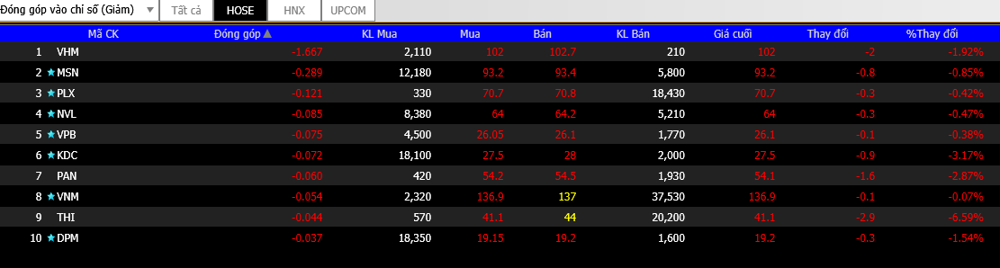 Đóng góp vào chỉ số (Giảm) Tất cả HOSE HNX UPCOM
Mã CK Đóng góp KL Mua Mua Bán KL Bán Giá cuối Thay đổi %Thay đổi
1 VHM -1.667 2,110 102 102.7 210 102 -2 -1.92%
2 MSN -0.289 12,180 93.2 93.4 5,800 93.2 -0.8 -0.85%
3 PLX -0.121 330 70.7 70.8 18,430 70.7 -0.3 -0.42%
4 NVL -0.085 8,380 64 64.2 5,210 64 -0.3 -0.47%
5 VPB -0.075 4,500 26.05 26.1 1,770 26.1 -0.1 -0.38%
6 KDC -0.072 18,100 27.5 28 2,000 27.5 -0.9 -3.17%
7 PAN -0.060 420 54.2 54.5 1,930 54.1 -1.6 -2.87%
8 VNM -0.054 2,320 136.9 137 37,530 136.9 -0.1 -0.07%
9 THI -0.044 570 41.1 44 20,200 41.1 -2.9 -6.59%
10 DPM -0.037 18,350 19.15 19.2 1,600 19.2 -0.3 -1.54%